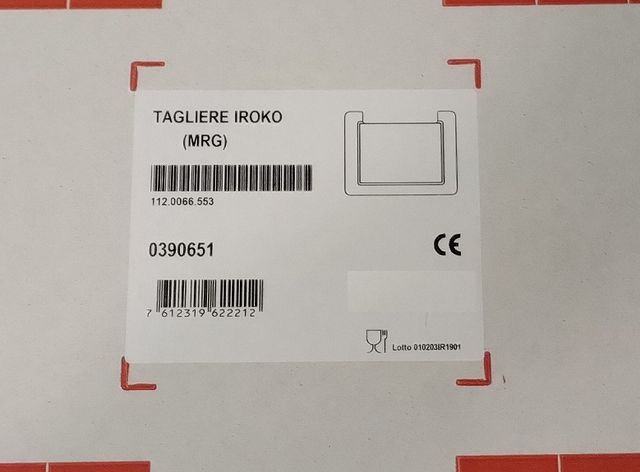 TAGLIERE IROKO
(MRG)
112.0066.553
0390651
CE
7 612319 622212
Lotto 010203IR1901